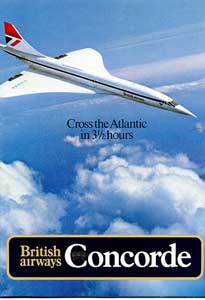 Cross the Atlantic
in 3½ hours
British
airways
Concorde